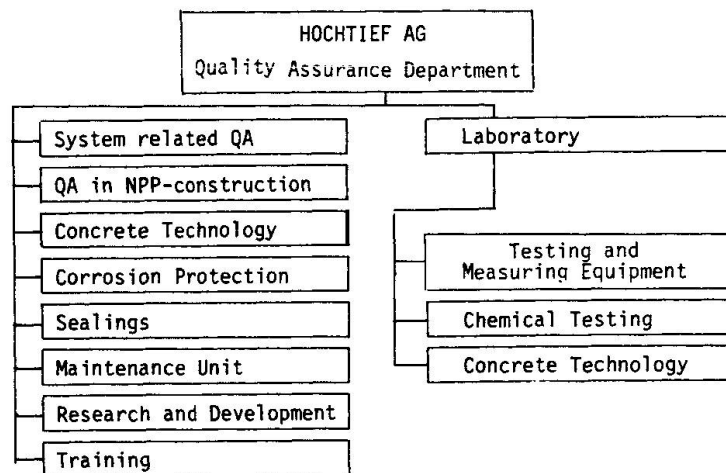 HOCHTIEF AG
Quality Assurance Department
System related QA
QA in NPP-construction
Concrete Technology
Corrosion Protection
Sealings
Maintenance Unit
Research and Development
Training
Laboratory
Testing and
Measuring Equipment
Chemical Testing
Concrete Technology